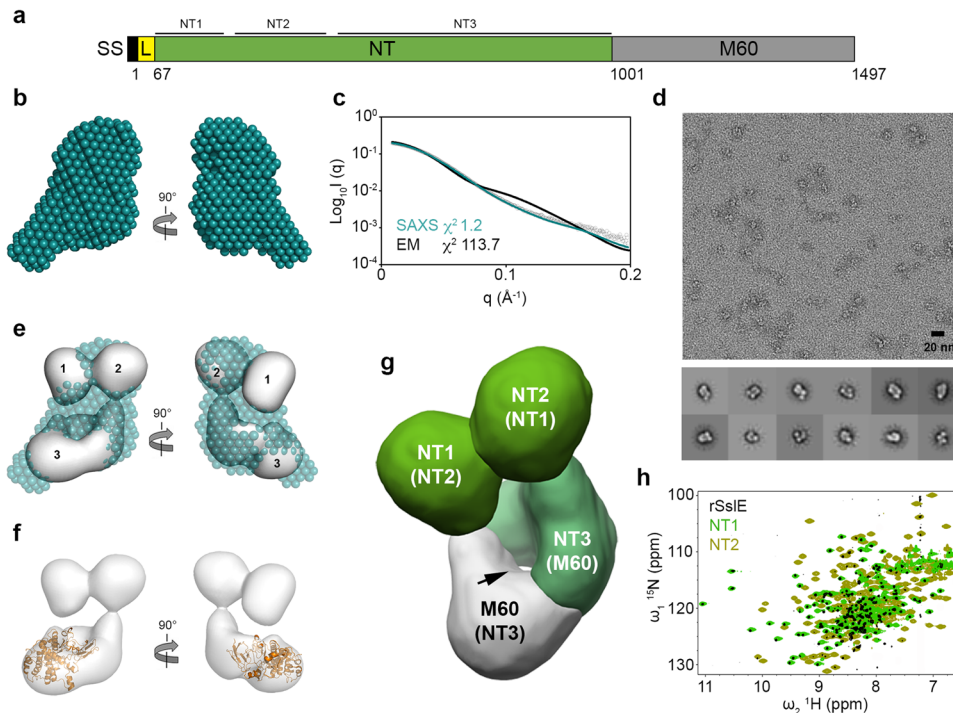 a
NT1 NT2 NT3
SS L NT M60
1 67 1001 1497
b
90°
c
Log10I (q)
10⁰
10⁻¹
10⁻²
10⁻³
10⁻⁴
SAXS χ² 1.2
EM χ² 113.7
0 0.1 0.2
q (Å⁻¹)
d
20 nm
e
1 2
3
90°
2
1
3
f
90°
g
NT2
(NT1)
NT1
(NT2)
NT3
(M60)
M60
(NT3)
h
rSslE
NT1
NT2
ω₁ ¹⁵N (ppm)
100
110
120
130
11 10 9 8 7
ω₂ ¹H (ppm)